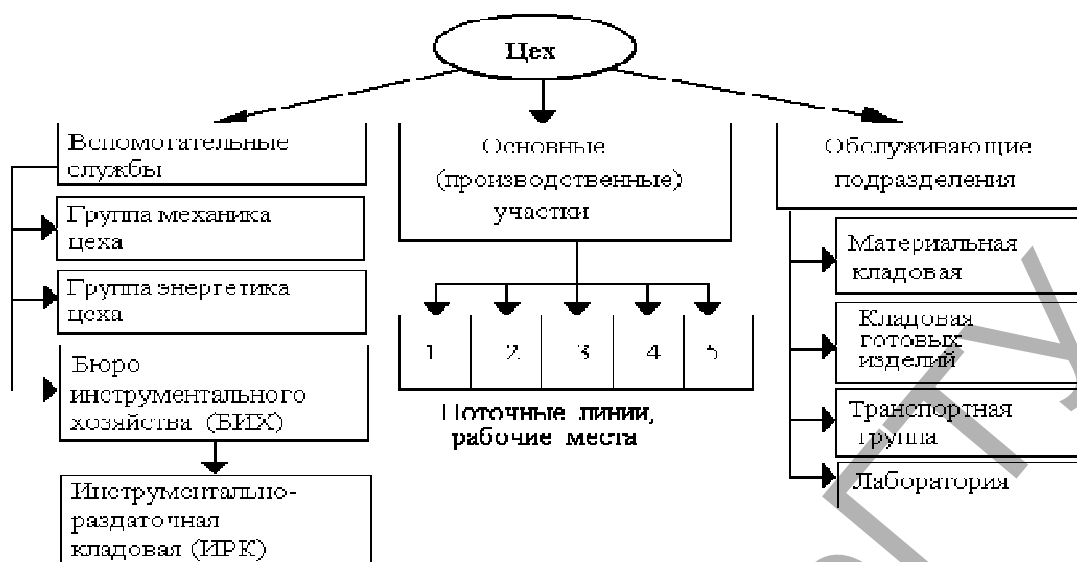 Цех
Вспомогательные
службы
Группа механика
цеха
Группа энергетика
цеха
Бюро
инструментального
хозяйства (БИХ)
Инструментально-
раздаточная
кладовая (ИРК)
Основные
(производственные)
участки
1 2 3 4 5
Поточные линии,
рабочие места
Обслуживающие
подразделения
Материальная
кладовая
Кладовая
готовых
изделий
Транспортная
группа
Лаборатория